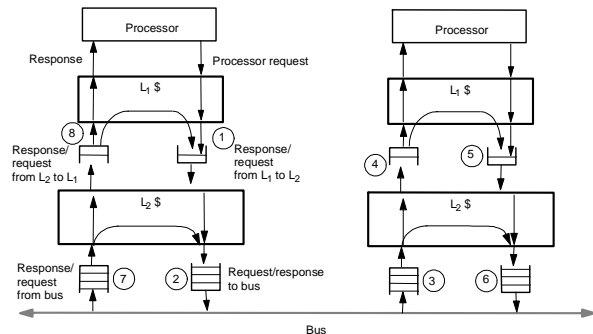 Processor
Processor
Response
Processor request
L1 $
L1 $
8
1
Response/
request
from L2 to L1
Response/
request
from L1 to L2
4
5
L2 $
L2 $
Response/
request
from bus
7
2
Request/response
to bus
3
6
Bus